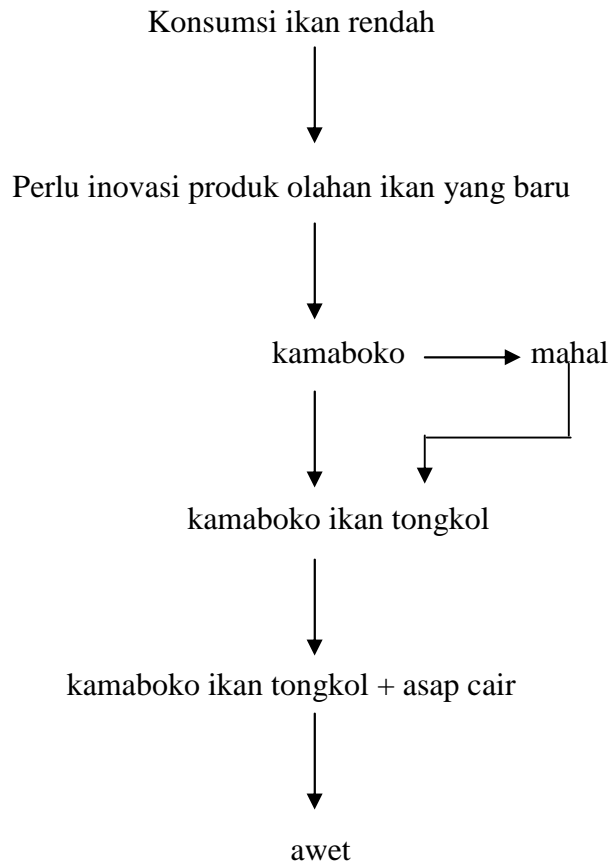 Konsumsi ikan rendah
Perlu inovasi produk olahan ikan yang baru
kamaboko mahal
kamaboko ikan tongkol
kamaboko ikan tongkol + asap cair
awet